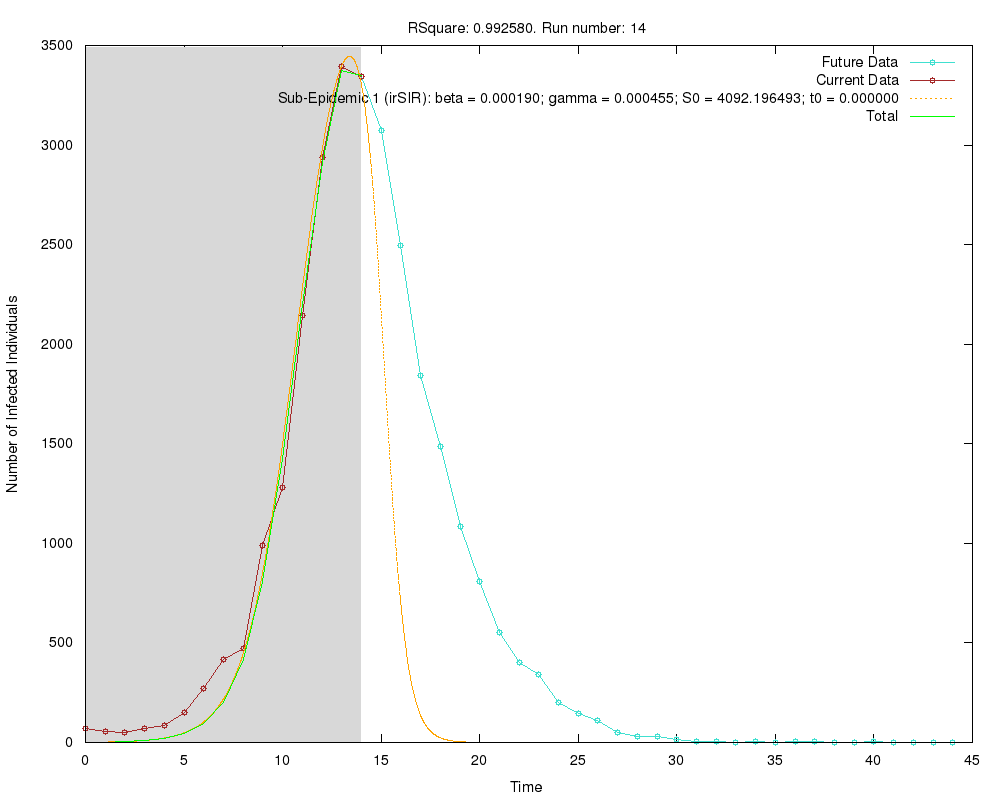 RSquare: 0.992580. Run number: 14
3500
3000
2500
2000
1500
1000
500
0
Number of Infected Individuals
Future Data
Current Data
Sub-Epidemic 1 (irSIR): beta = 0.000190; gamma = 0.000455; S0 = 4092.196493; t0 = 0.000000
Total
0 5 10 15 20 25 30 35 40 45
Time